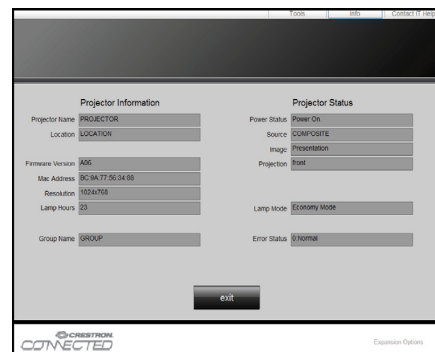 Tools Info Contact IT Help
Projector Information
Projector Name PROJECTOR
Location LOCATION
Firmware Version A06
Mac Address BC:9A:77:56:34:88
Resolution 1024x768
Lamp Hours 23
Group Name GROUP
Projector Status
Power Status Power On
Source COMPOSITE
Image Presentation
Projection front
Lamp Mode Economy Mode
Error Status 0:Normal
exit
CRESTRON
CONNECTED
Expansion Options